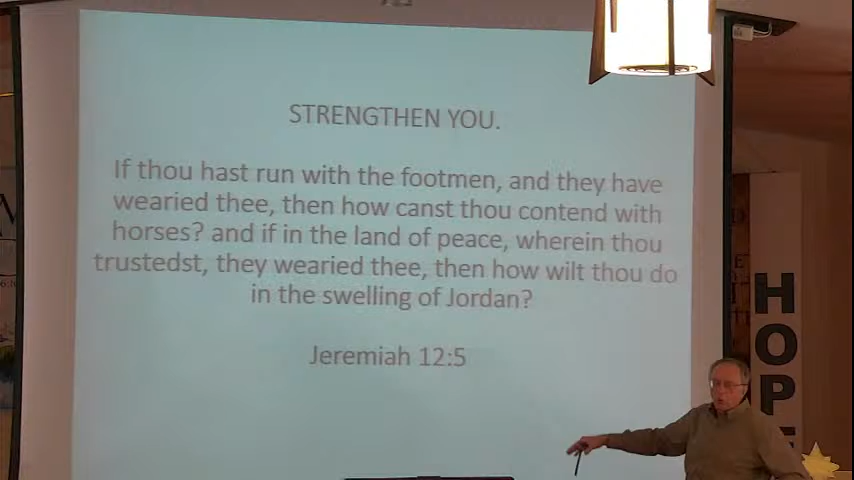 STRENGTHEN YOU.
If thou hast run with the footmen, and they have
wearied thee, then how canst thou contend with
horses? and if in the land of peace, wherein thou
trustedst, they wearied thee, then how wilt thou do
in the swelling of Jordan?
Jeremiah 12:5
HOPE